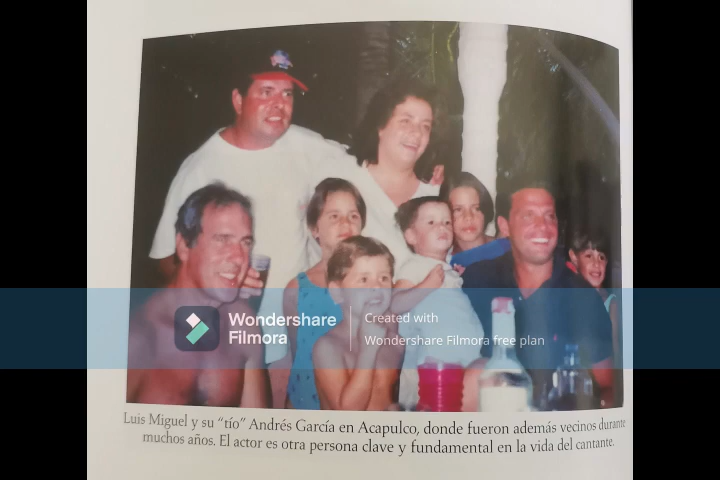 Wondershare
Filmora
Created with
Wondershare Filmora free plan
Luis Miguel y su “tío” Andrés García en Acapulco, donde fueron además vecinos durante
muchos años. El actor es otra persona clave y fundamental en la vida del cantante.